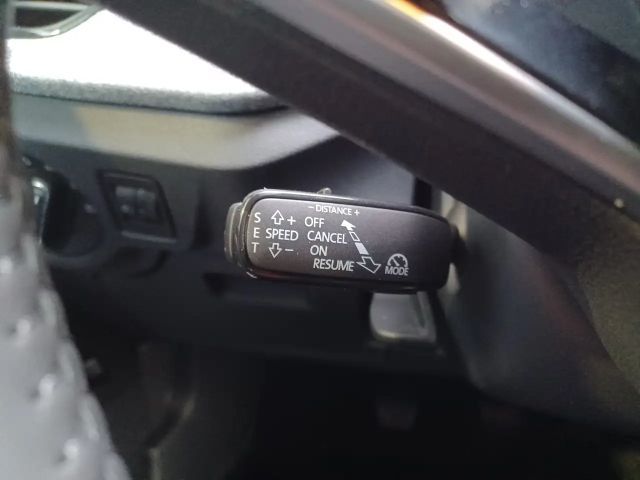 - DISTANCE +
S + OFF
E SPEED CANCEL
T - ON
RESUME
MODE